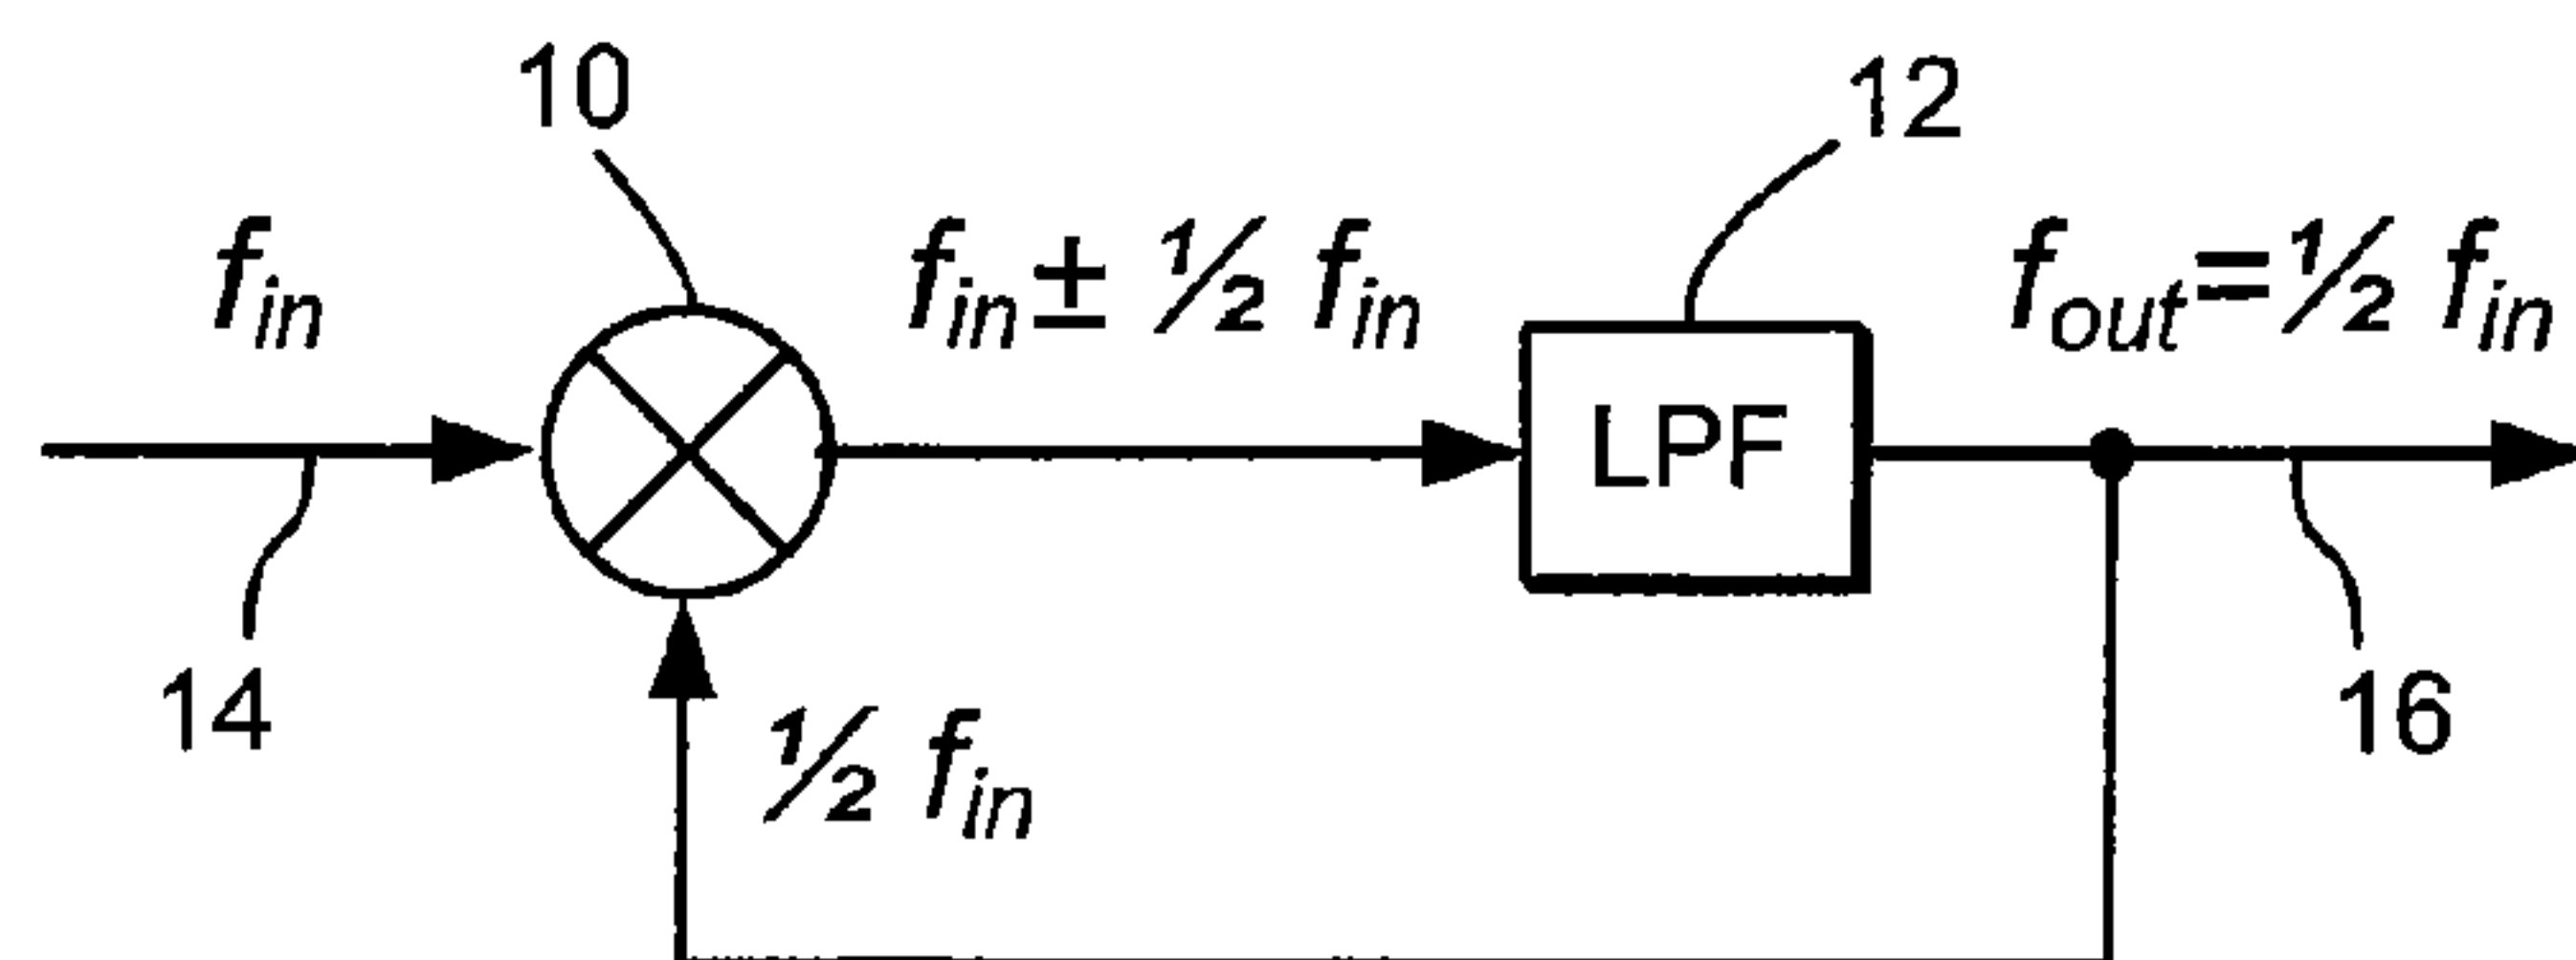 10
12
f_in
f_in ± ½ f_in
f_out = ½ f_in
LPF
14
½ f_in
16